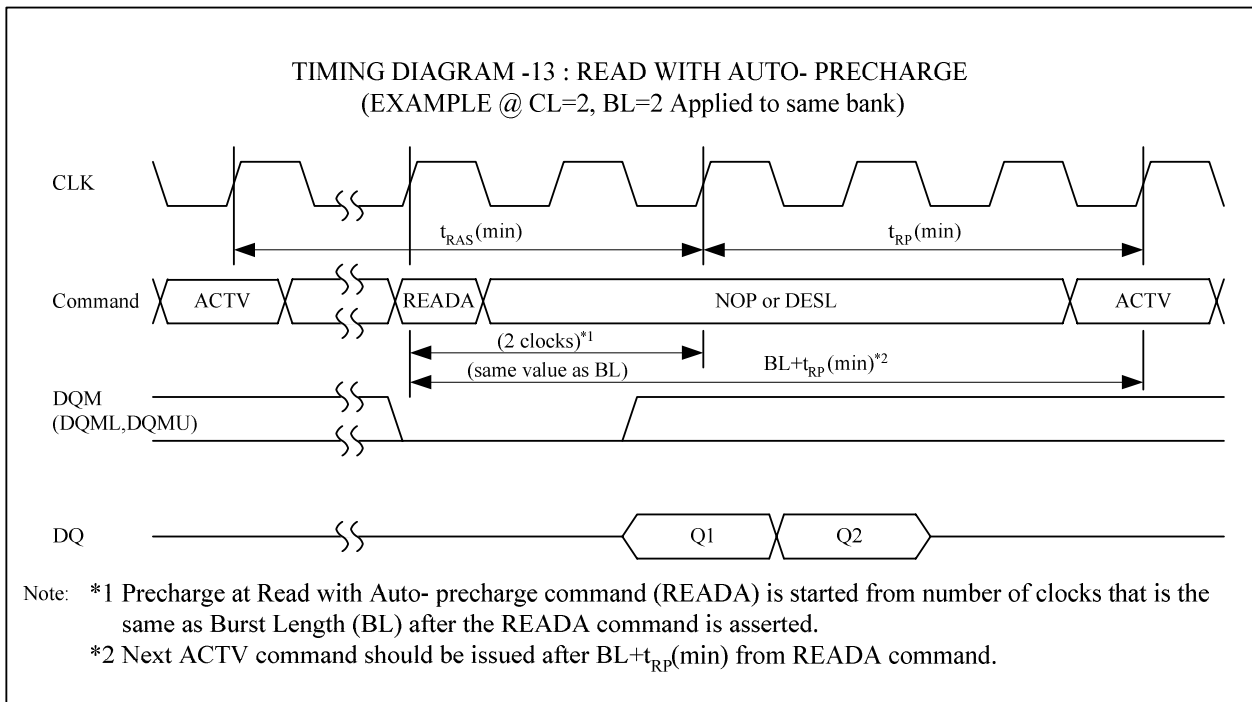 TIMING DIAGRAM -13 : READ WITH AUTO- PRECHARGE
(EXAMPLE @ CL=2, BL=2 Applied to same bank)
CLK
tRAS(min)
tRP(min)
Command
ACTV
READA
NOP or DESL
ACTV
(2 clocks)*1
(same value as BL)
BL+tRP(min)*2
DQM
(DQML,DQMU)
DQ
Q1
Q2
Note: *1 Precharge at Read with Auto- precharge command (READA) is started from number of clocks that is the
same as Burst Length (BL) after the READA command is asserted.
*2 Next ACTV command should be issued after BL+tRP(min) from READA command.